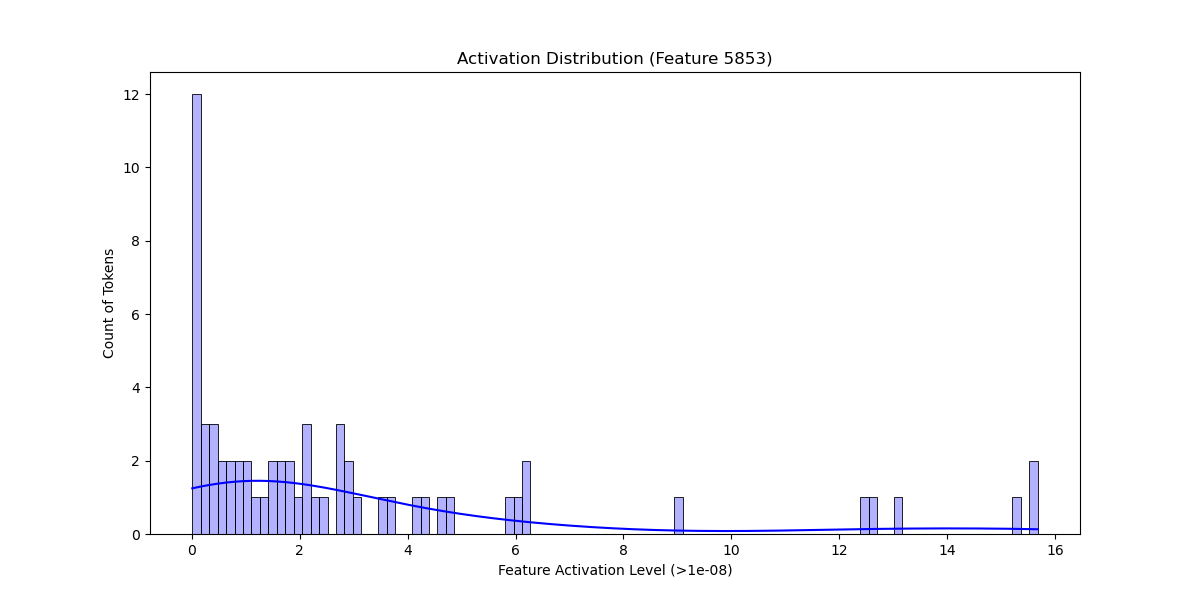 Activation Distribution (Feature 5853)
12
10
8
6
4
2
0
Count of Tokens
0 2 4 6 8 10 12 14 16
Feature Activation Level (>1e-08)